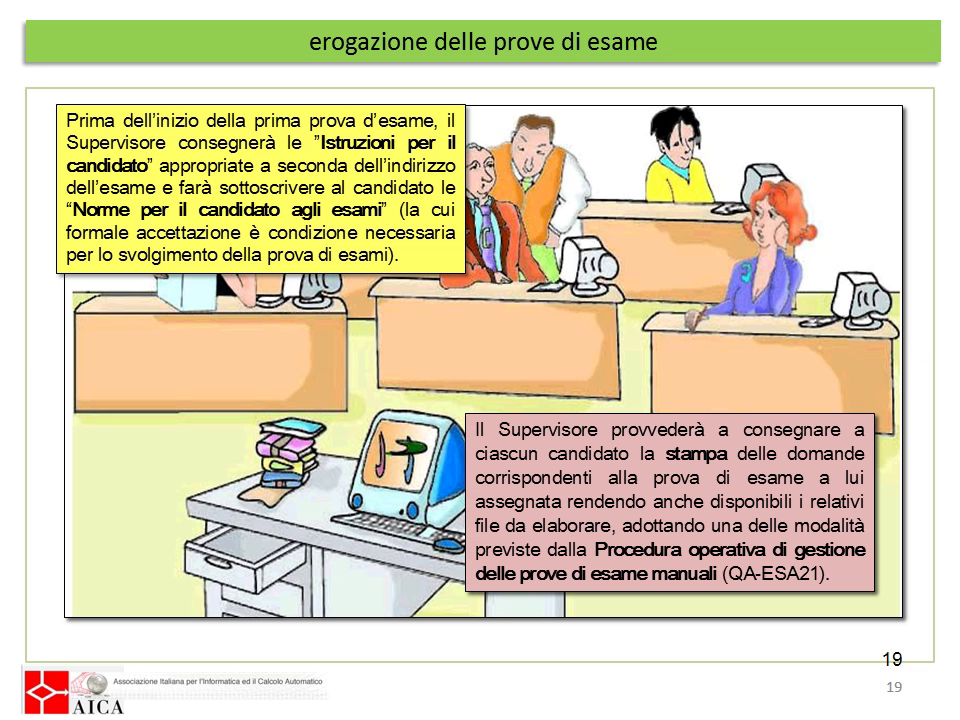 erogazione delle prove di esame
Prima dell’inizio della prima prova d’esame, il
Supervisore consegnerà le ”Istruzioni per il
candidato” appropriate a seconda dell’indirizzo
dell’esame e farà sottoscrivere al candidato le
“Norme per il candidato agli esami” (la cui
formale accettazione è condizione necessaria
per lo svolgimento della prova di esami).
Il Supervisore provvederà a consegnare a
ciascun candidato la stampa delle domande
corrispondenti alla prova di esame a lui
assegnata rendendo anche disponibili i relativi
file da elaborare, adottando una delle modalità
previste dalla Procedura operativa di gestione
delle prove di esame manuali (QA-ESA21).
19
Associazione Italiana per l’Informatica ed il Calcolo Automatico
19
AICA